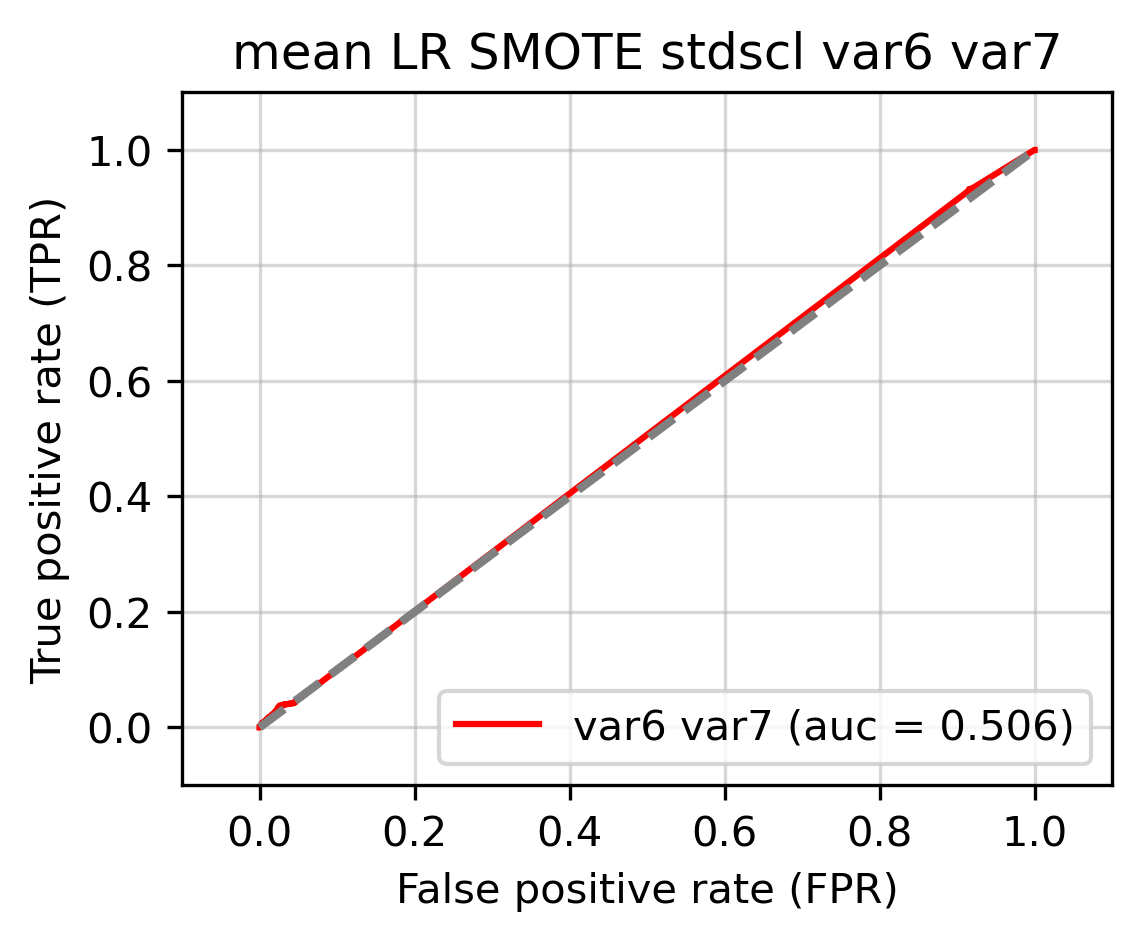 mean LR SMOTE stdscl var6 var7
True positive rate (TPR)
1.0
0.8
0.6
0.4
0.2
0.0
var6 var7 (auc = 0.506)
0.0 0.2 0.4 0.6 0.8 1.0
False positive rate (FPR)